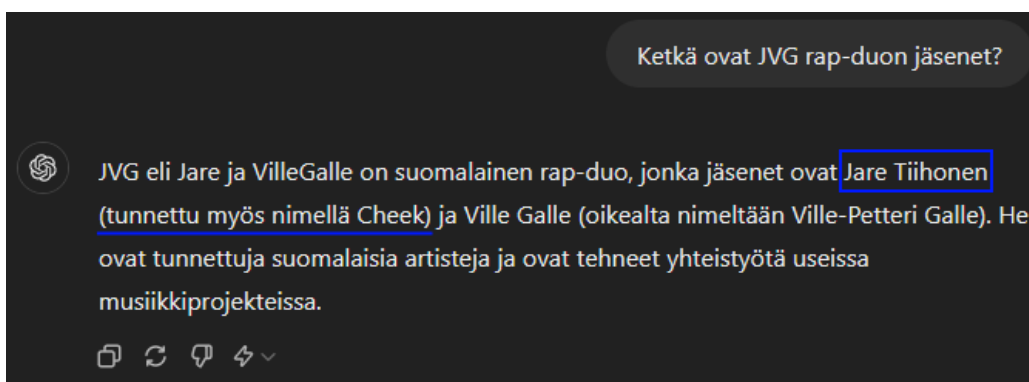 Ketkä ovat JVG rap-duon jäsenet?
JVG eli Jare ja VilleGalle on suomalainen rap-duo, jonka jäsenet ovat Jare Tiihonen
(tunnettu myös nimellä Cheek) ja Ville Galle (oikealta nimeltään Ville-Petteri Galle). He
ovat tunnettuja suomalaisia artisteja ja ovat tehneet yhteistyötä useissa
musiikkiprojekteissa.